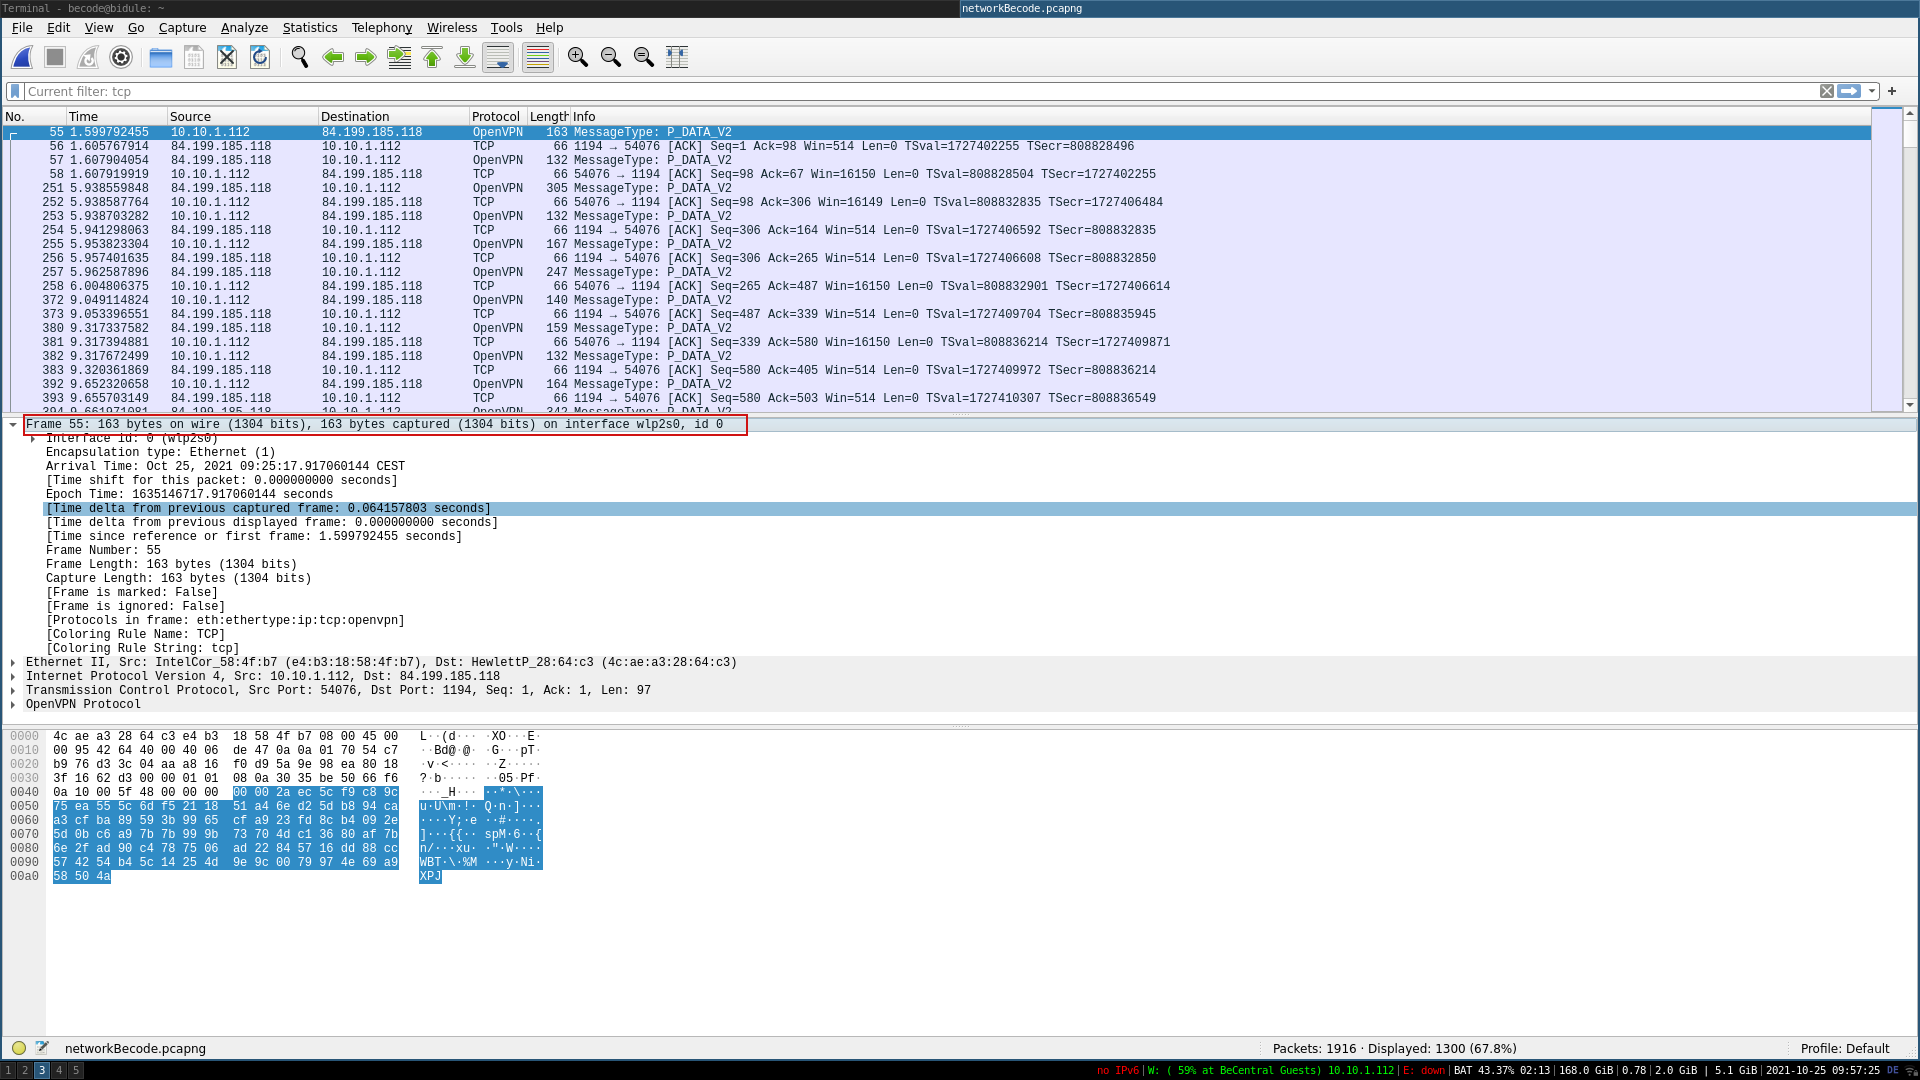 Terminal - becode@bidule: ~
networkBecode.pcapng
File Edit View Go Capture Analyze Statistics Telephony Wireless Tools Help
Current filter: tcp
No. Time Source Destination Protocol Length Info
55 1.599792455 10.10.1.112 84.199.185.118 OpenVPN 163 MessageType: P_DATA_V2
56 1.605767914 84.199.185.118 10.10.1.112 TCP 66 1194 → 54076 [ACK] Seq=1 Ack=98 Win=514 Len=0 TSval=1727402255 TSecr=808828496
57 1.607904054 84.199.185.118 10.10.1.112 OpenVPN 132 MessageType: P_DATA_V2
58 1.607919919 10.10.1.112 84.199.185.118 TCP 66 54076 → 1194 [ACK] Seq=98 Ack=67 Win=16150 Len=0 TSval=808828504 TSecr=1727402255
251 5.938559848 84.199.185.118 10.10.1.112 OpenVPN 305 MessageType: P_DATA_V2
252 5.938587764 10.10.1.112 84.199.185.118 TCP 66 54076 → 1194 [ACK] Seq=98 Ack=306 Win=16149 Len=0 TSval=808832835 TSecr=1727406484
253 5.938703282 10.10.1.112 84.199.185.118 OpenVPN 132 MessageType: P_DATA_V2
254 5.941298063 84.199.185.118 10.10.1.112 TCP 66 1194 → 54076 [ACK] Seq=306 Ack=164 Win=514 Len=0 TSval=1727406592 TSecr=808832835
255 5.953823304 10.10.1.112 84.199.185.118 OpenVPN 167 MessageType: P_DATA_V2
256 5.957401635 84.199.185.118 10.10.1.112 TCP 66 1194 → 54076 [ACK] Seq=306 Ack=265 Win=514 Len=0 TSval=1727406608 TSecr=808832850
257 5.962587896 84.199.185.118 10.10.1.112 OpenVPN 247 MessageType: P_DATA_V2
258 6.004806375 10.10.1.112 84.199.185.118 TCP 66 54076 → 1194 [ACK] Seq=265 Ack=487 Win=16150 Len=0 TSval=808832901 TSecr=1727406614
372 9.049114824 10.10.1.112 84.199.185.118 OpenVPN 140 MessageType: P_DATA_V2
373 9.053396551 84.199.185.118 10.10.1.112 TCP 66 1194 → 54076 [ACK] Seq=487 Ack=339 Win=514 Len=0 TSval=1727409704 TSecr=808835945
380 9.317337582 84.199.185.118 10.10.1.112 OpenVPN 159 MessageType: P_DATA_V2
381 9.317394881 10.10.1.112 84.199.185.118 TCP 66 54076 → 1194 [ACK] Seq=339 Ack=580 Win=16150 Len=0 TSval=808836214 TSecr=1727409871
382 9.317672499 10.10.1.112 84.199.185.118 OpenVPN 132 MessageType: P_DATA_V2
383 9.320361869 84.199.185.118 10.10.1.112 TCP 66 1194 → 54076 [ACK] Seq=580 Ack=405 Win=514 Len=0 TSval=1727409972 TSecr=808836214
392 9.652320658 10.10.1.112 84.199.185.118 OpenVPN 164 MessageType: P_DATA_V2
393 9.655703149 84.199.185.118 10.10.1.112 TCP 66 1194 → 54076 [ACK] Seq=580 Ack=503 Win=514 Len=0 TSval=1727410307 TSecr=808836549
394 9.661971081 84.199.185.118 10.10.1.112 OpenVPN 342 MessageType: P_DATA_V2
Frame 55: 163 bytes on wire (1304 bits), 163 bytes captured (1304 bits) on interface wlp2s0, id 0
Interface id: 0 (wlp2s0)
Encapsulation type: Ethernet (1)
Arrival Time: Oct 25, 2021 09:25:17.917060144 CEST
[Time shift for this packet: 0.000000000 seconds]
Epoch Time: 1635146717.917060144 seconds
[Time delta from previous captured frame: 0.064157803 seconds]
[Time delta from previous displayed frame: 0.000000000 seconds]
[Time since reference or first frame: 1.599792455 seconds]
Frame Number: 55
Frame Length: 163 bytes (1304 bits)
Capture Length: 163 bytes (1304 bits)
[Frame is marked: False]
[Frame is ignored: False]
[Protocols in frame: eth:ethertype:ip:tcp:openvpn]
[Coloring Rule Name: TCP]
[Coloring Rule String: tcp]
Ethernet II, Src: IntelCor_58:4f:b7 (e4:b3:18:58:4f:b7), Dst: HewlettP_28:64:c3 (4c:ae:a3:28:64:c3)
Internet Protocol Version 4, Src: 10.10.1.112, Dst: 84.199.185.118
Transmission Control Protocol, Src Port: 54076, Dst Port: 1194, Seq: 1, Ack: 1, Len: 97
OpenVPN Protocol
0000 4c ae a3 28 64 c3 e4 b3 18 58 4f b7 08 00 45 00 L··(d··· ·XO···E·
0010 00 95 42 64 40 00 40 06 de 47 0a 0a 01 70 54 c7 ··Bd@·@· ·G···pT·
0020 b9 76 d3 3c 04 aa a8 16 f0 d9 5a 9e 98 ea 80 18 ·v·<···· ··Z·····
0030 3f 16 62 d3 00 00 01 01 08 0a 30 35 be 50 66 f6 ?·b····· ··05·Pf·
0040 0a 10 00 5f 48 00 00 00 00 00 2a ec 5c f9 c8 9c ···_H··· ··*·\···
0050 75 ea 55 5c 6d f5 21 18 51 a4 6e d2 5d b8 94 ca u·U\m·!· Q·n·]···
0060 a3 cf ba 89 59 3b 99 65 cf a9 23 fd 8c b4 09 2e ····Y;·e ··#····.
0070 5d 0b c6 a9 7b 7b 99 9b 73 70 4d c1 36 80 af 7b ]···{{·· spM·6··{
0080 6e 2f ad 90 c4 78 75 06 ad 22 84 57 16 dd 88 cc n/···xu· ·"·W····
0090 57 42 54 b4 5c 14 25 4d 9e 9c 00 79 97 4e 69 a9 WBT·\·%M ···y·Ni·
00a0 58 50 4a XPJ
networkBecode.pcapng Packets: 1916 · Displayed: 1300 (67.8%) Profile: Default
1 2 3 4 5 no IPv6|W: ( 59% at BeCentral Guests) 10.10.1.112|E: down|BAT 43.37% 02:13|168.0 GiB|0.78|2.0 GiB | 5.1 GiB|2021-10-25 09:57:25 DE